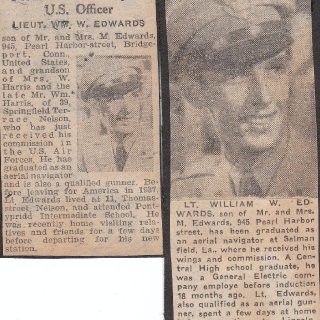 U.S. Officer
LIEUT. WM. W. EDWARDS
son of Mr. and Mrs. M. Edwards,
945, Pearl Harbor-street, Bridge-
port, Conn.,
United States,
and grandson
of Mrs. W.
Harris and the
late Mr. Wm.
Harris, of 39,
Springfield Ter-
race, Nelson,
who has just
received his
commission in
the U.S. Air
Forces. He has
graduated as an
aerial navigator
and is also a qualified gunner. Be-
fore leaving for America in 1937,
Lt. Edwards lived at 11, Thomas-
street, Nelson, and attended Pont-
ypridd Intermediate School. He
was recently home visiting rela-
tives and friends for a few days
before departing for his new
station.
LT. WILLIAM W. ED-
WARDS, son of Mr. and Mrs.
M. Edwards, 945 Pearl Harbor
street, has been graduated as
an aerial navigator at Selman
field, La., where he received his
wings and commission. A Cen-
tral High school graduate, he
was a General Electric com-
pany employe before induction
18 months ago. Lt. Edwards,
also qualified as an aerial gun-
ner, spent a few days at home